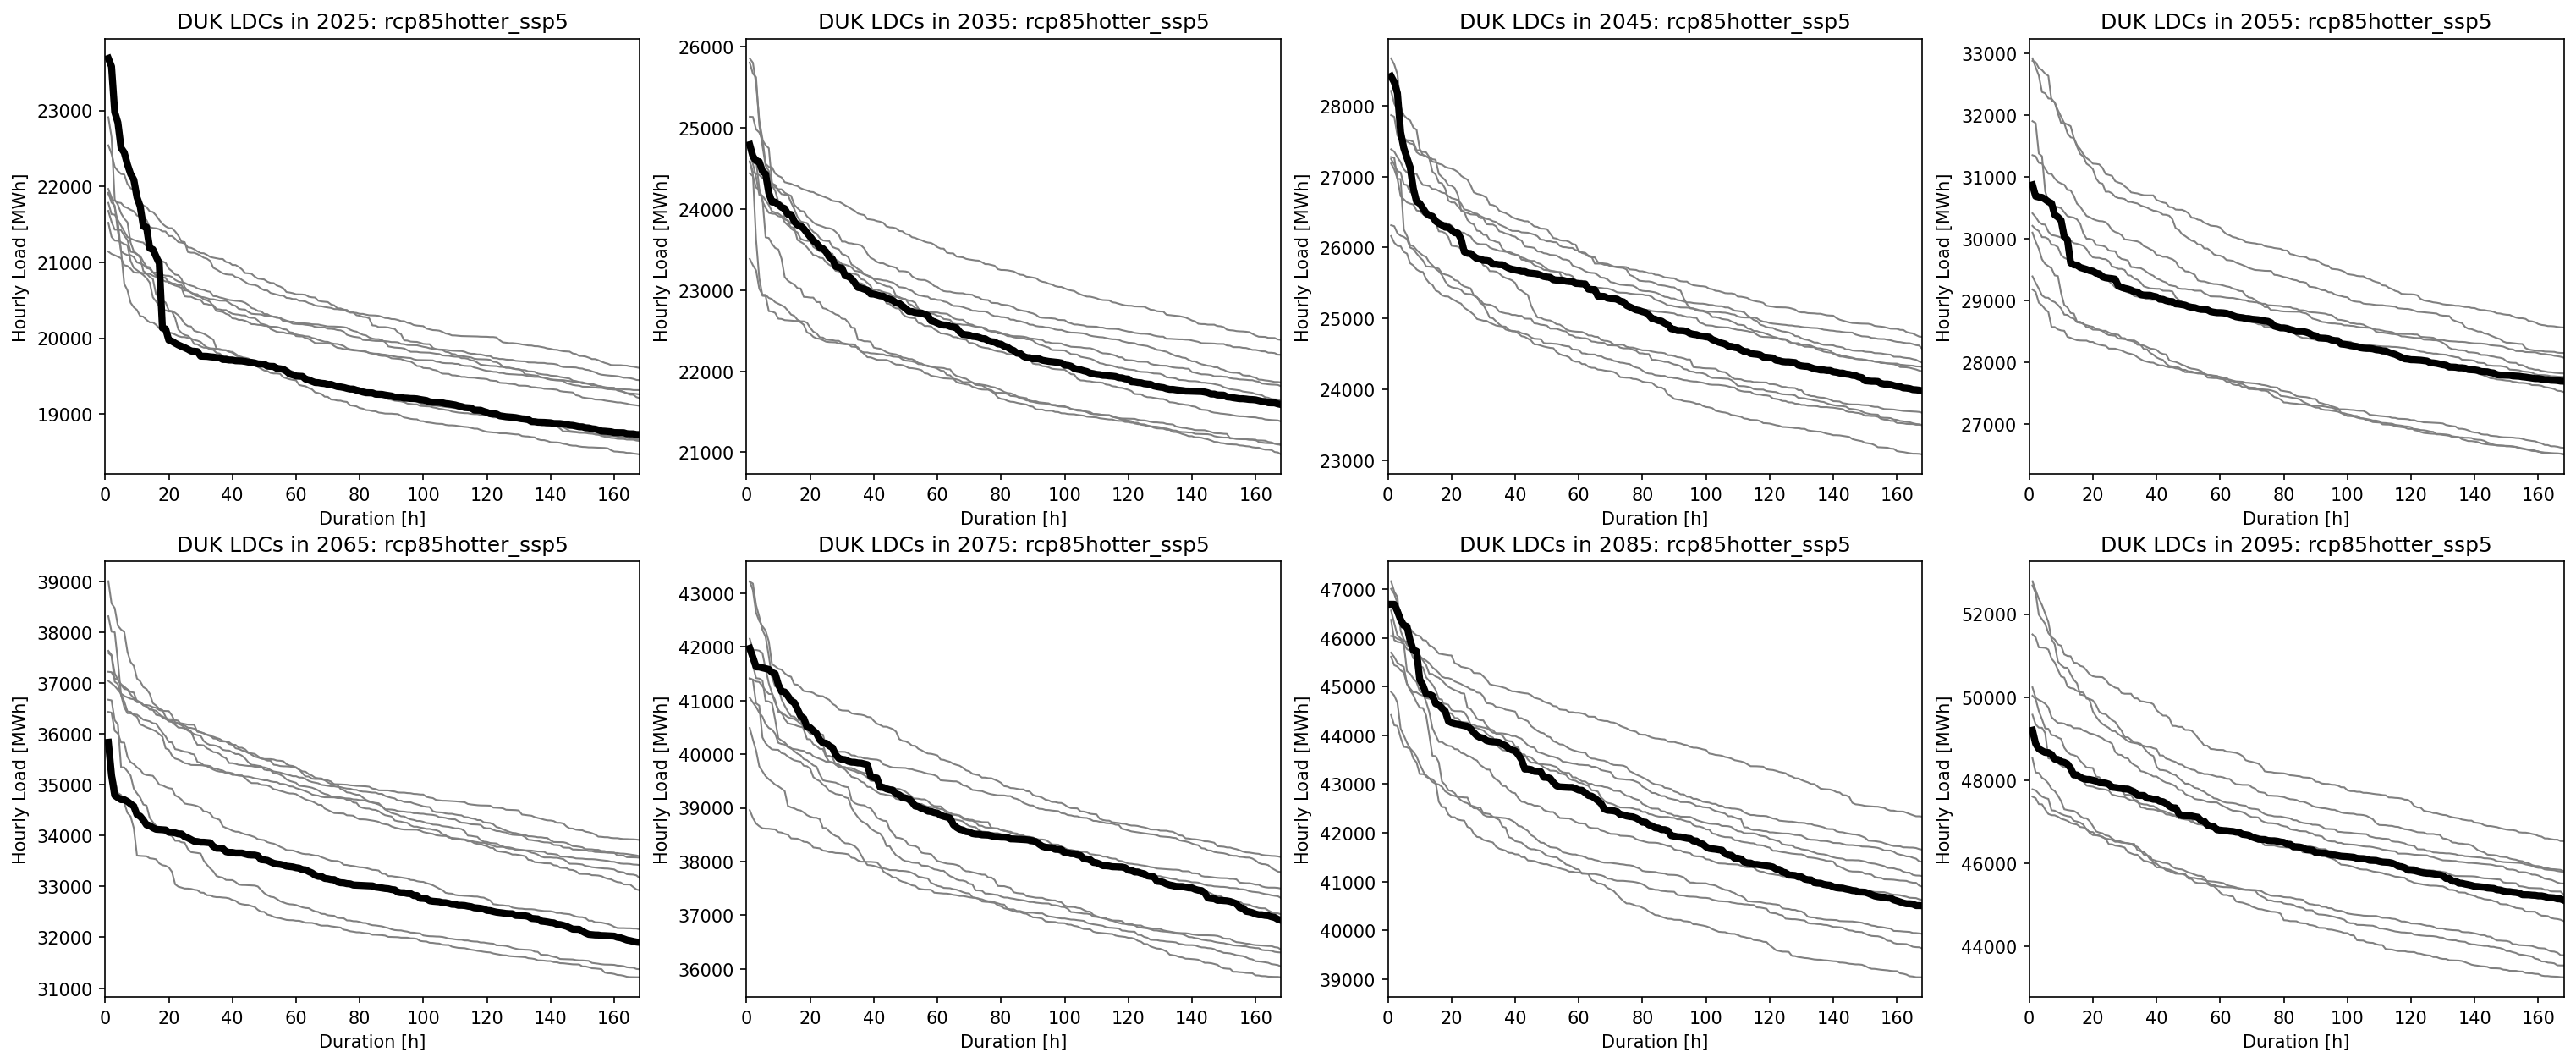 DUK LDCs in 2025: rcp85hotter_ssp5
Hourly Load [MWh]
23000
22000
21000
20000
19000
0 20 40 60 80 100 120 140 160
Duration [h]
DUK LDCs in 2035: rcp85hotter_ssp5
Hourly Load [MWh]
26000
25000
24000
23000
22000
21000
0 20 40 60 80 100 120 140 160
Duration [h]
DUK LDCs in 2045: rcp85hotter_ssp5
Hourly Load [MWh]
28000
27000
26000
25000
24000
23000
0 20 40 60 80 100 120 140 160
Duration [h]
DUK LDCs in 2055: rcp85hotter_ssp5
Hourly Load [MWh]
33000
32000
31000
30000
29000
28000
27000
0 20 40 60 80 100 120 140 160
Duration [h]
DUK LDCs in 2065: rcp85hotter_ssp5
Hourly Load [MWh]
39000
38000
37000
36000
35000
34000
33000
32000
31000
0 20 40 60 80 100 120 140 160
Duration [h]
DUK LDCs in 2075: rcp85hotter_ssp5
Hourly Load [MWh]
43000
42000
41000
40000
39000
38000
37000
36000
0 20 40 60 80 100 120 140 160
Duration [h]
DUK LDCs in 2085: rcp85hotter_ssp5
Hourly Load [MWh]
47000
46000
45000
44000
43000
42000
41000
40000
39000
0 20 40 60 80 100 120 140 160
Duration [h]
DUK LDCs in 2095: rcp85hotter_ssp5
Hourly Load [MWh]
52000
50000
48000
46000
44000
0 20 40 60 80 100 120 140 160
Duration [h]